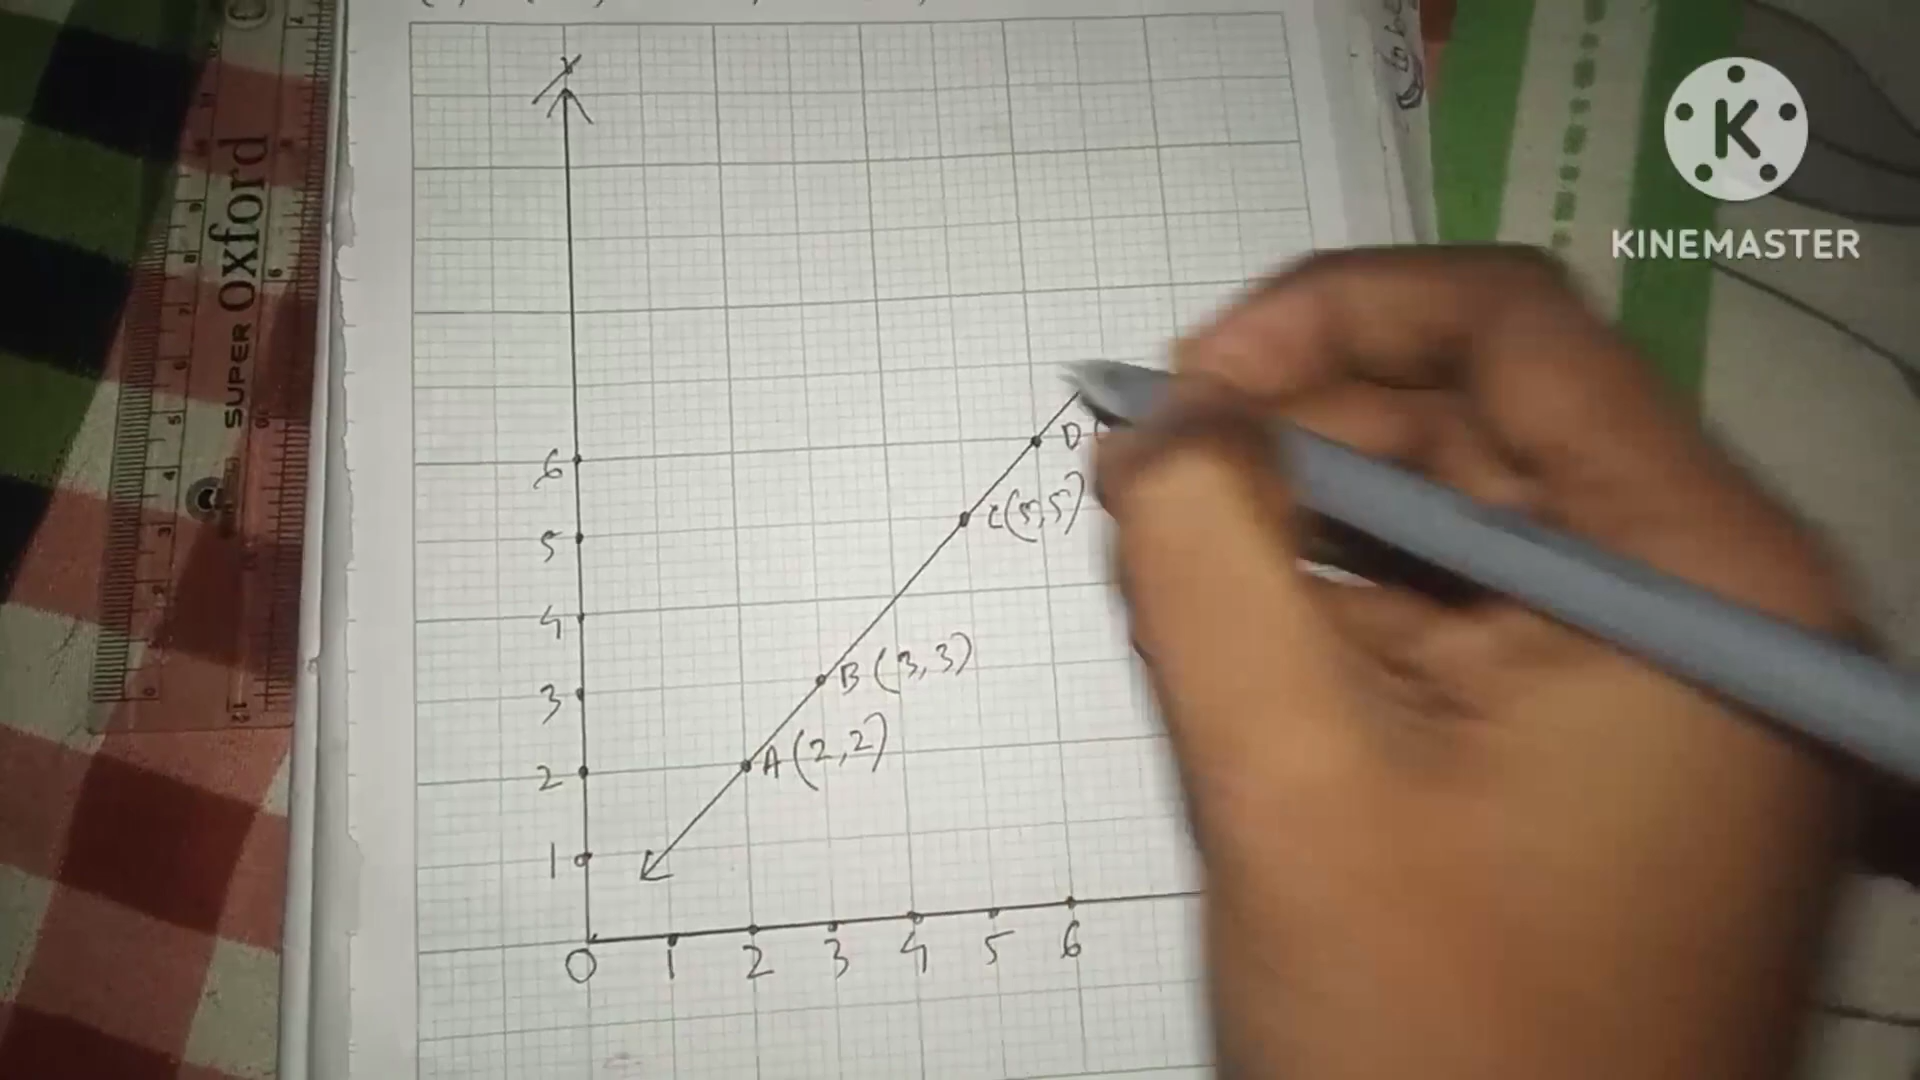 Y
6
5
4
3
2
1
0 1 2 3 4 5 6
D (
C(5,5)
B (3,3)
A (2,2)
SUPER Oxford
KINEMASTER